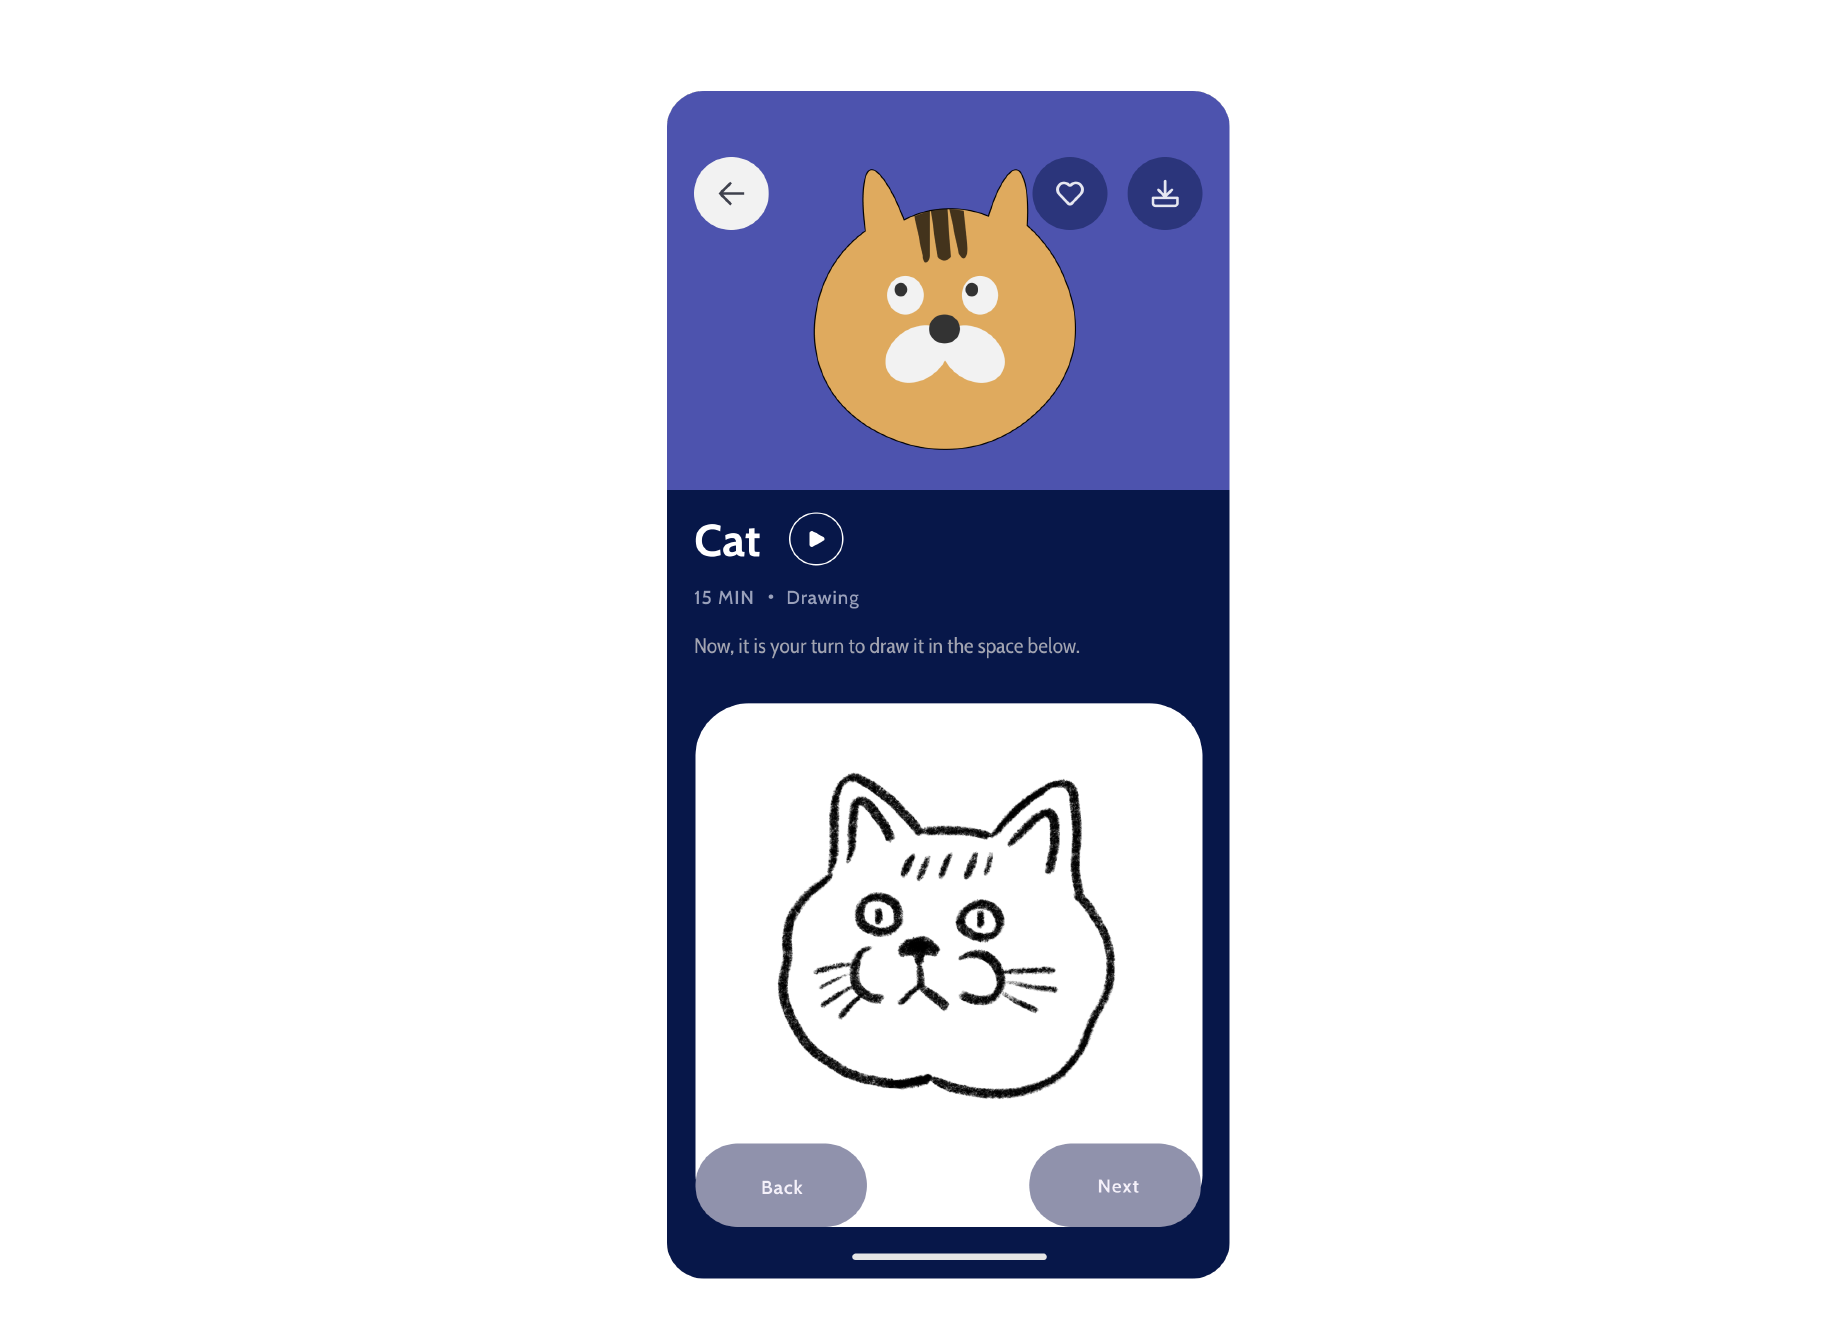 Cat
15 MIN • Drawing
Now, it is your turn to draw it in the space below.
Back
Next